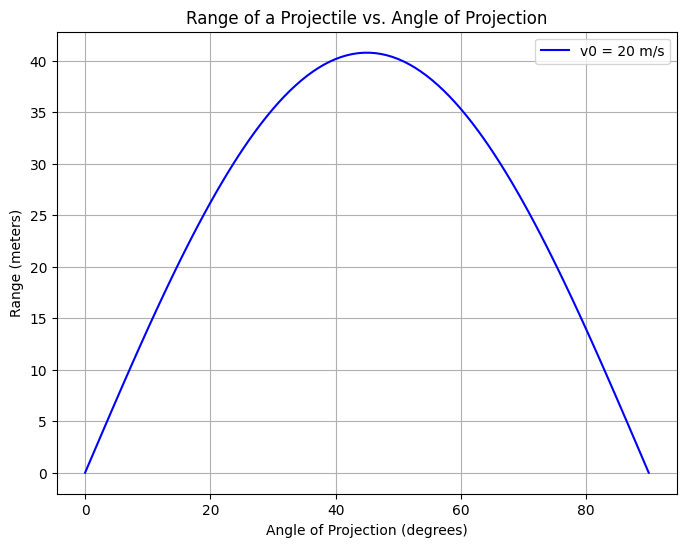 Range of a Projectile vs. Angle of Projection
v0 = 20 m/s
Range (meters)
40
35
30
25
20
15
10
5
0
0 20 40 60 80
Angle of Projection (degrees)